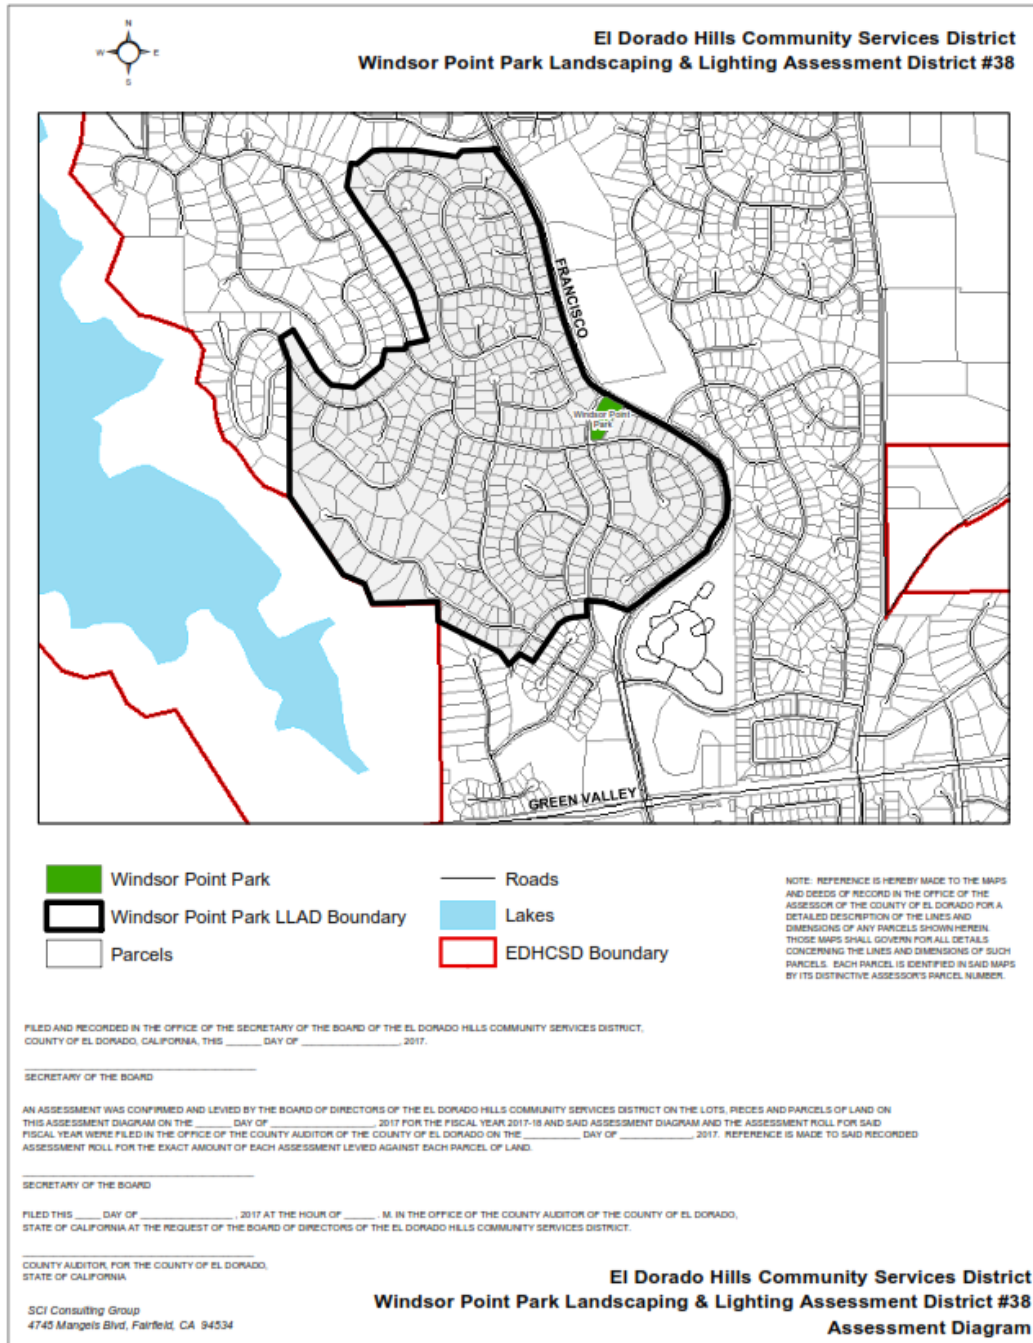 N
W E
S
El Dorado Hills Community Services District
Windsor Point Park Landscaping & Lighting Assessment District #38
FRANCISCO
Windsor Point
Park
GREEN VALLEY
Windsor Point Park
Windsor Point Park LLAD Boundary
Parcels
Roads
Lakes
EDHCSD Boundary
NOTE: REFERENCE IS HEREBY MADE TO THE MAPS
AND DEEDS OF RECORD IN THE OFFICE OF THE
ASSESSOR OF THE COUNTY OF EL DORADO FOR A
DETAILED DESCRIPTION OF THE LINES AND
DIMENSIONS OF ANY PARCELS SHOWN HEREIN.
THOSE MAPS SHALL GOVERN FOR ALL DETAILS
CONCERNING THE LINES AND DIMENSIONS OF SUCH
PARCELS. EACH PARCEL IS IDENTIFIED IN SAID MAPS
BY ITS DISTINCTIVE ASSESSOR'S PARCEL NUMBER.
FILED AND RECORDED IN THE OFFICE OF THE SECRETARY OF THE BOARD OF THE EL DORADO HILLS COMMUNITY SERVICES DISTRICT,
COUNTY OF EL DORADO, CALIFORNIA, THIS ______ DAY OF _________________, 2017.
SECRETARY OF THE BOARD
AN ASSESSMENT WAS CONFIRMED AND LEVIED BY THE BOARD OF DIRECTORS OF THE EL DORADO HILLS COMMUNITY SERVICES DISTRICT ON THE LOTS, PIECES AND PARCELS OF LAND ON
THIS ASSESSMENT DIAGRAM ON THE ______ DAY OF _________________, 2017 FOR THE FISCAL YEAR 2017-18 AND SAID ASSESSMENT DIAGRAM AND THE ASSESSMENT ROLL FOR SAID
FISCAL YEAR WERE FILED IN THE OFFICE OF THE COUNTY AUDITOR OF THE COUNTY OF EL DORADO ON THE __________ DAY OF _____________, 2017. REFERENCE IS MADE TO SAID RECORDED
ASSESSMENT ROLL FOR THE EXACT AMOUNT OF EACH ASSESSMENT LEVIED AGAINST EACH PARCEL OF LAND.
SECRETARY OF THE BOARD
FILED THIS _____ DAY OF ________________, 2017 AT THE HOUR OF ______ . M. IN THE OFFICE OF THE COUNTY AUDITOR OF THE COUNTY OF EL DORADO,
STATE OF CALIFORNIA AT THE REQUEST OF THE BOARD OF DIRECTORS OF THE EL DORADO HILLS COMMUNITY SERVICES DISTRICT.
COUNTY AUDITOR, FOR THE COUNTY OF EL DORADO,
STATE OF CALIFORNIA
SCI Consulting Group
4745 Mangels Blvd, Fairfield, CA 94534
El Dorado Hills Community Services District
Windsor Point Park Landscaping & Lighting Assessment District #38
Assessment Diagram